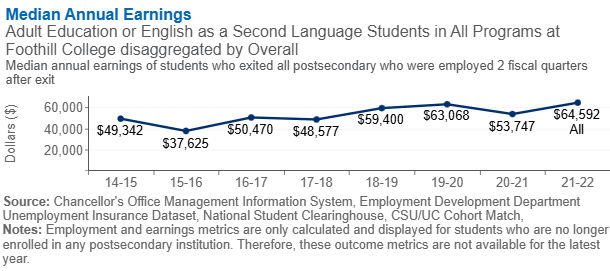 Median Annual Earnings
Adult Education or English as a Second Language Students in All Programs at
Foothill College disaggregated by Overall
Median annual earnings of students who exited all postsecondary who were employed 2 fiscal quarters
after exit
Dollars ($)
60,000
40,000
20,000
$49,342
$37,625
$50,470
$48,577
$59,400
$63,068
$53,747
$64,592
All
14-15
15-16
16-17
17-18
18-19
19-20
20-21
21-22
Source: Chancellor's Office Management Information System, Employment Development Department
Unemployment Insurance Dataset, National Student Clearinghouse, CSU/UC Cohort Match,
Notes: Employment and earnings metrics are only calculated and displayed for students who are no longer
enrolled in any postsecondary institution. Therefore, these outcome metrics are not available for the latest
year.